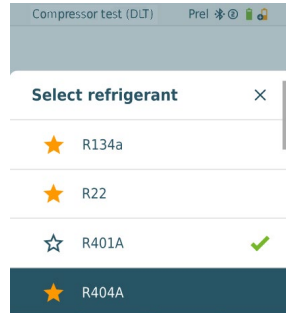 Compressor test (DLT) Prel
Select refrigerant
R134a
R22
R401A
R404A